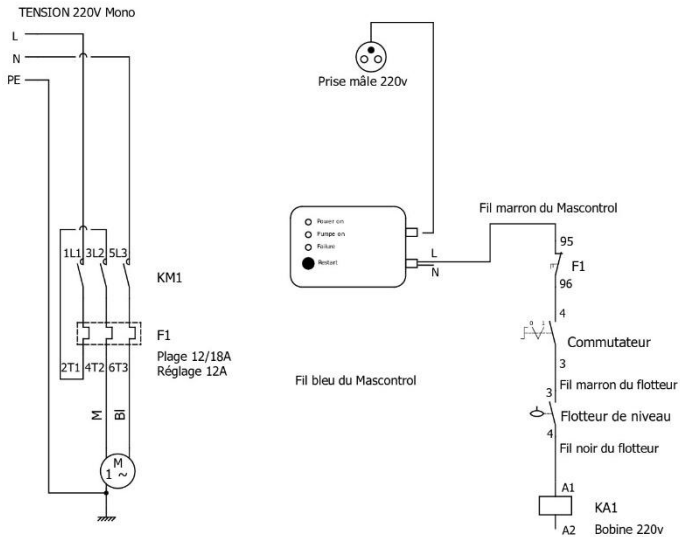 TENSION 220V Mono
L
N
PE
1L1 3L2 5L3
KM1
F1
Plage 12/18A
Réglage 12A
2T1 4T2 6T3
M
Bl
M
1 ~
Prise mâle 220v
Power on
Pumpe on
Failure
Restart
L
N
Fil bleu du Mascontrol
Fil marron du Mascontrol
95
F1
96
4
0 1
Commutateur
3
Fil marron du flotteur
3
Flotteur de niveau
4
Fil noir du flotteur
A1
KA1
A2
Bobine 220v